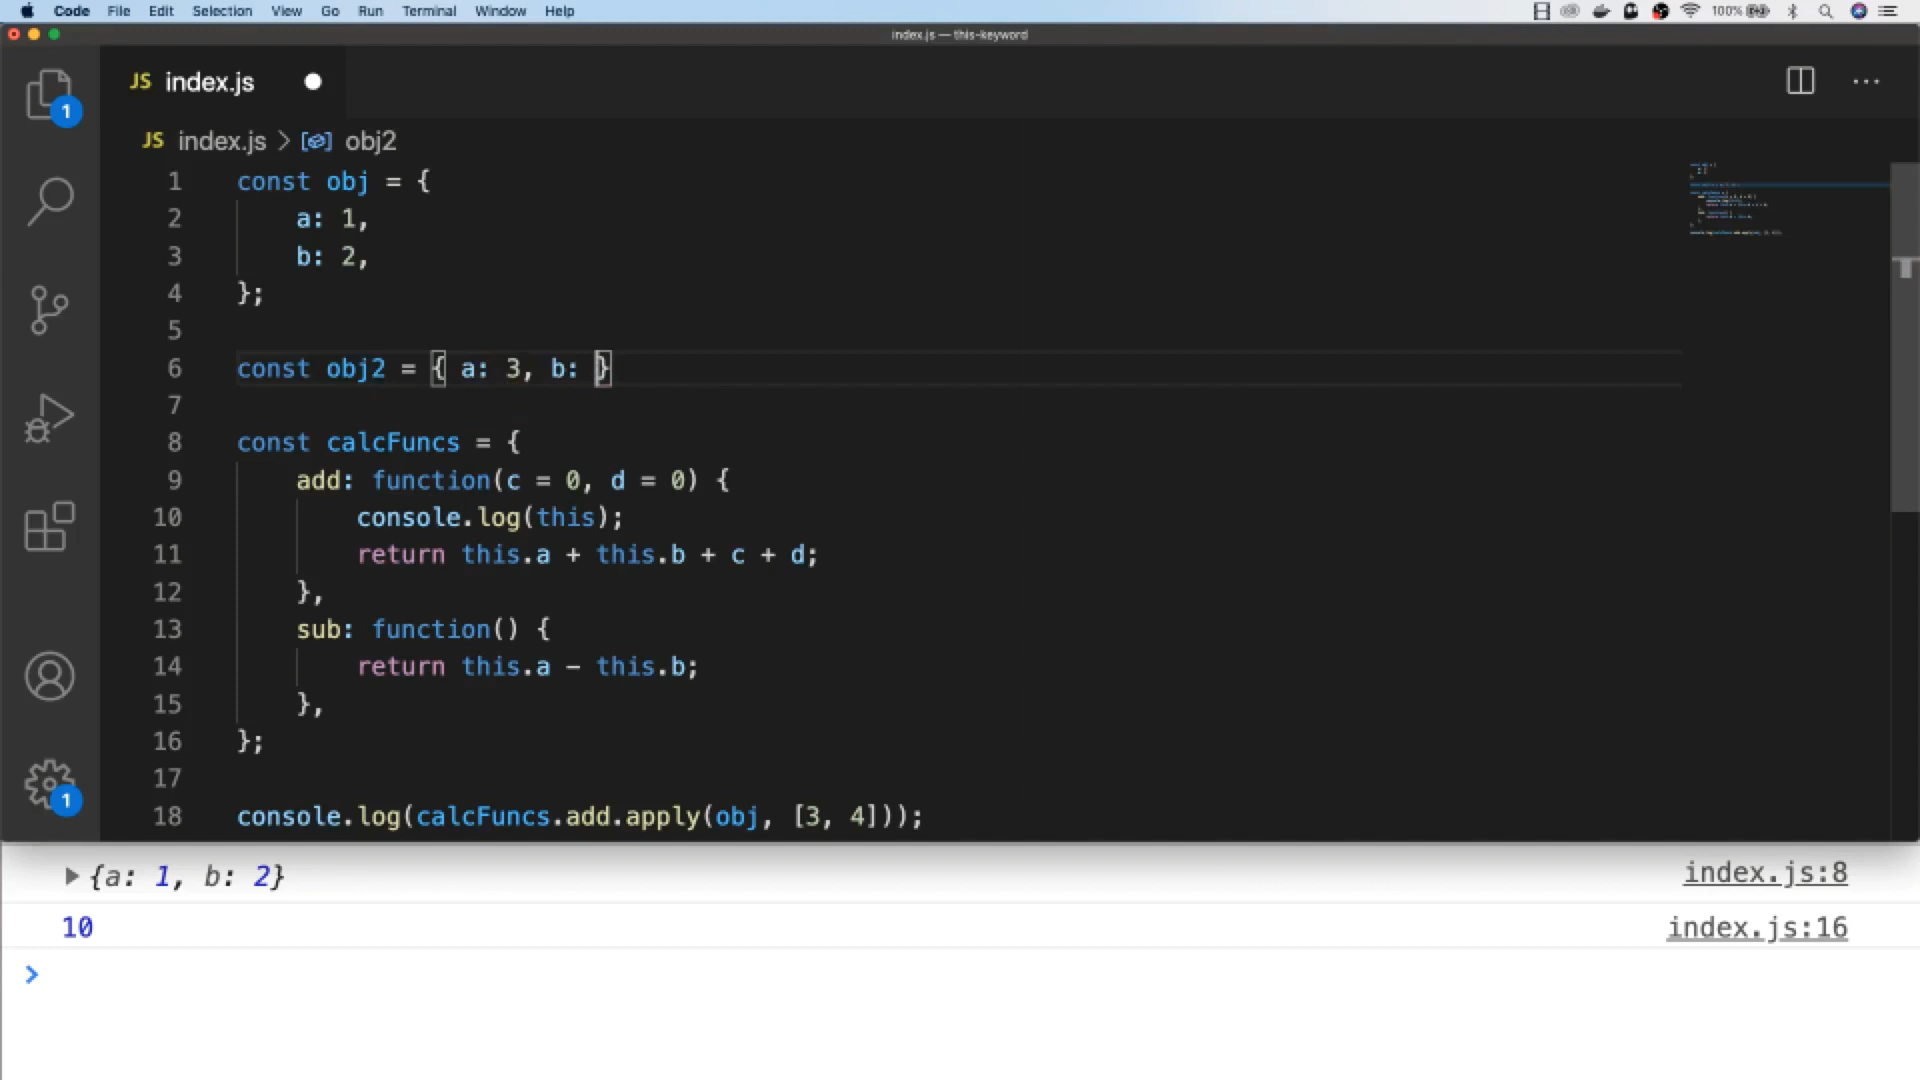 Code File Edit Selection View Go Run Terminal Window Help 100%
index.js — this-keyword
JS index.js
1
JS index.js > obj2
1 const obj = {
2 a: 1,
3 b: 2,
4 };
5
6 const obj2 = { a: 3, b: }
7
8 const calcFuncs = {
9 add: function(c = 0, d = 0) {
10 console.log(this);
11 return this.a + this.b + c + d;
12 },
13 sub: function() {
14 return this.a - this.b;
15 },
16 };
17
18 console.log(calcFuncs.add.apply(obj, [3, 4]));
1
{a: 1, b: 2} index.js:8
10 index.js:16
>